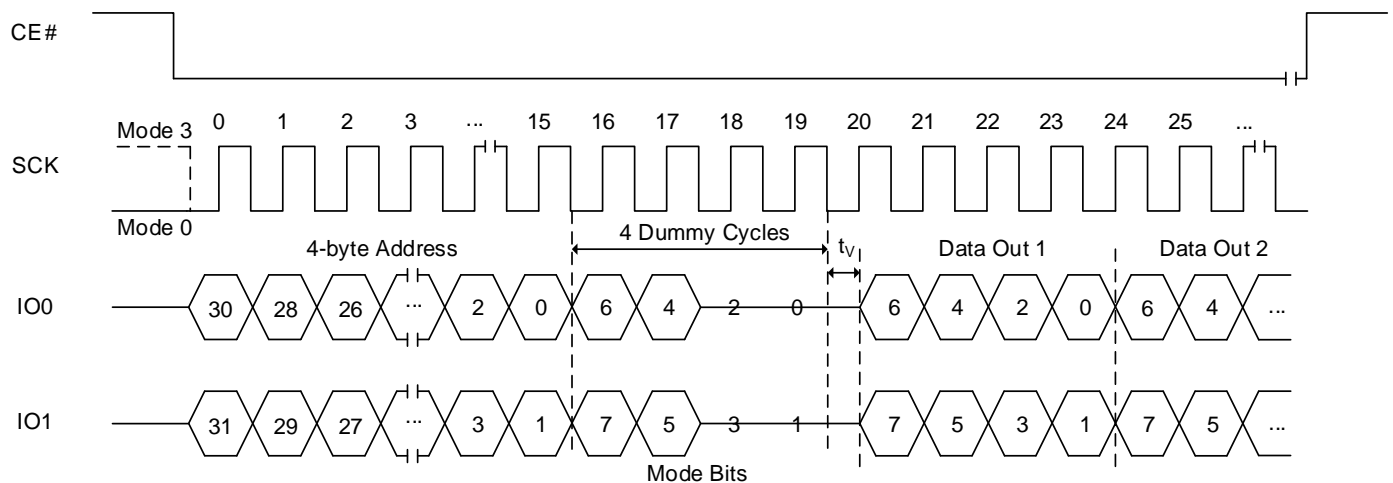 CE#
0 1 2 3 ... 15 16 17 18 19 20 21 22 23 24 25 ...
Mode 3
SCK
Mode 0
4-byte Address 4 Dummy Cycles tV Data Out 1 Data Out 2
IO0 30 28 26 ... 2 0 6 4 2 0 6 4 2 0 6 4 ...
IO1 31 29 27 ... 3 1 7 5 3 1 7 5 3 1 7 5 ...
Mode Bits